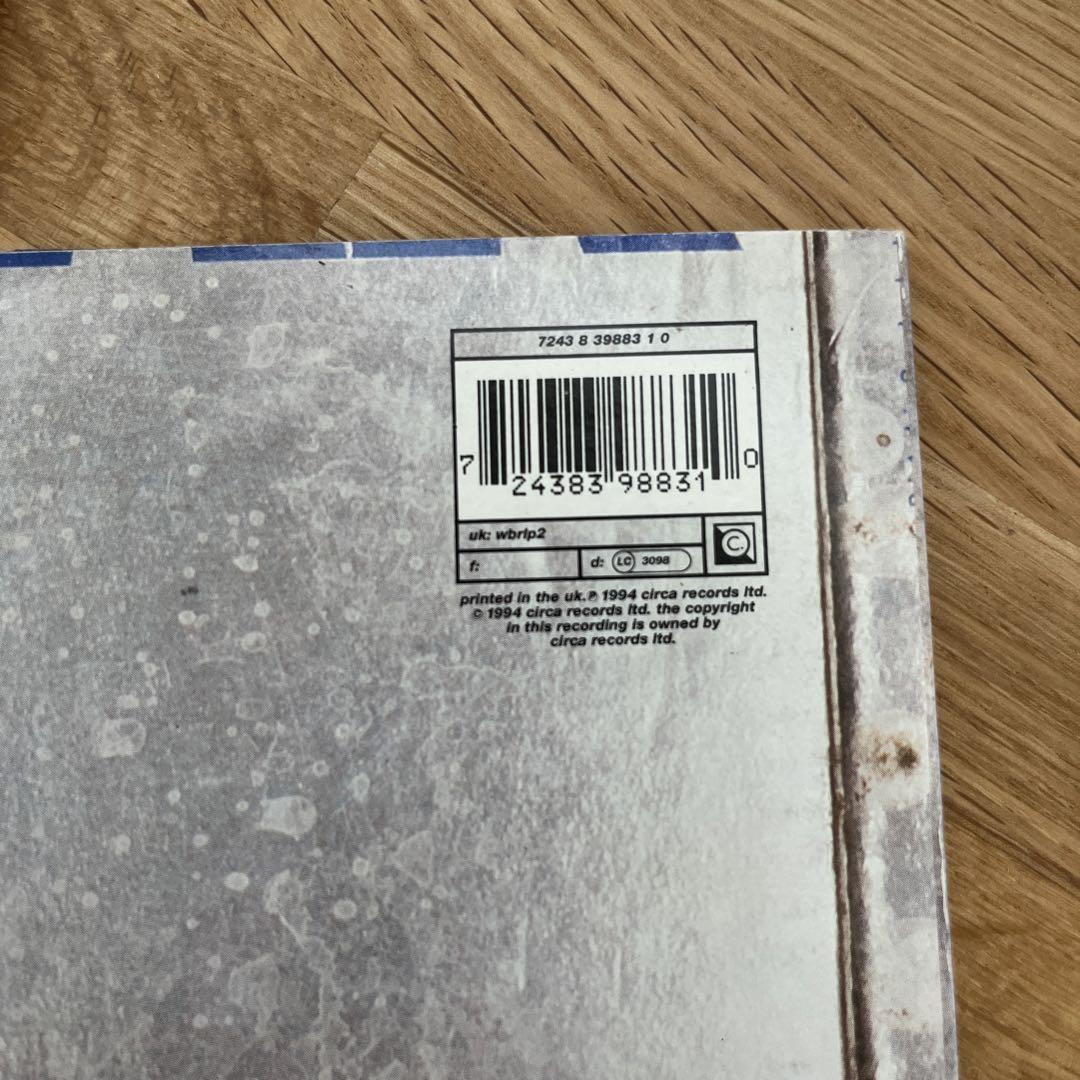 7243 8 39883 1 0
7 24383 98831 0
uk: wbrlp2
f:
d: LC 3098
C.
printed in the uk. ℗ 1994 circa records ltd.
© 1994 circa records ltd. the copyright
in this recording is owned by
circa records ltd.